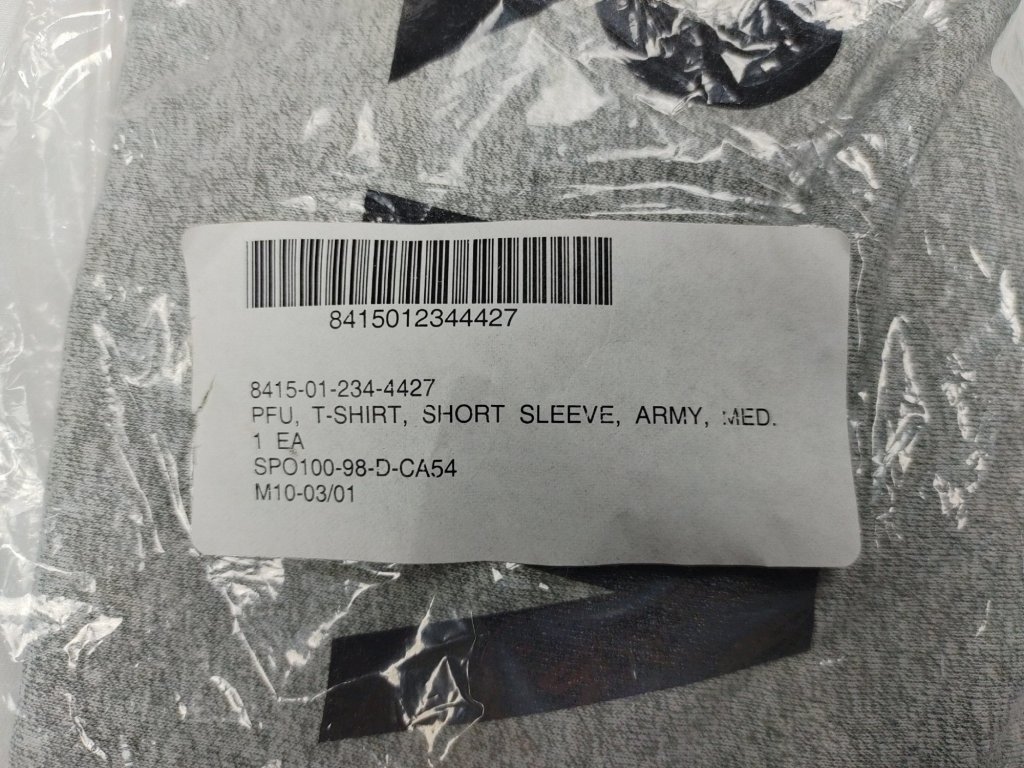 8415012344427
8415-01-234-4427
PFU, T-SHIRT, SHORT SLEEVE, ARMY, MED.
1 EA
SPO100-98-D-CA54
M10-03/01